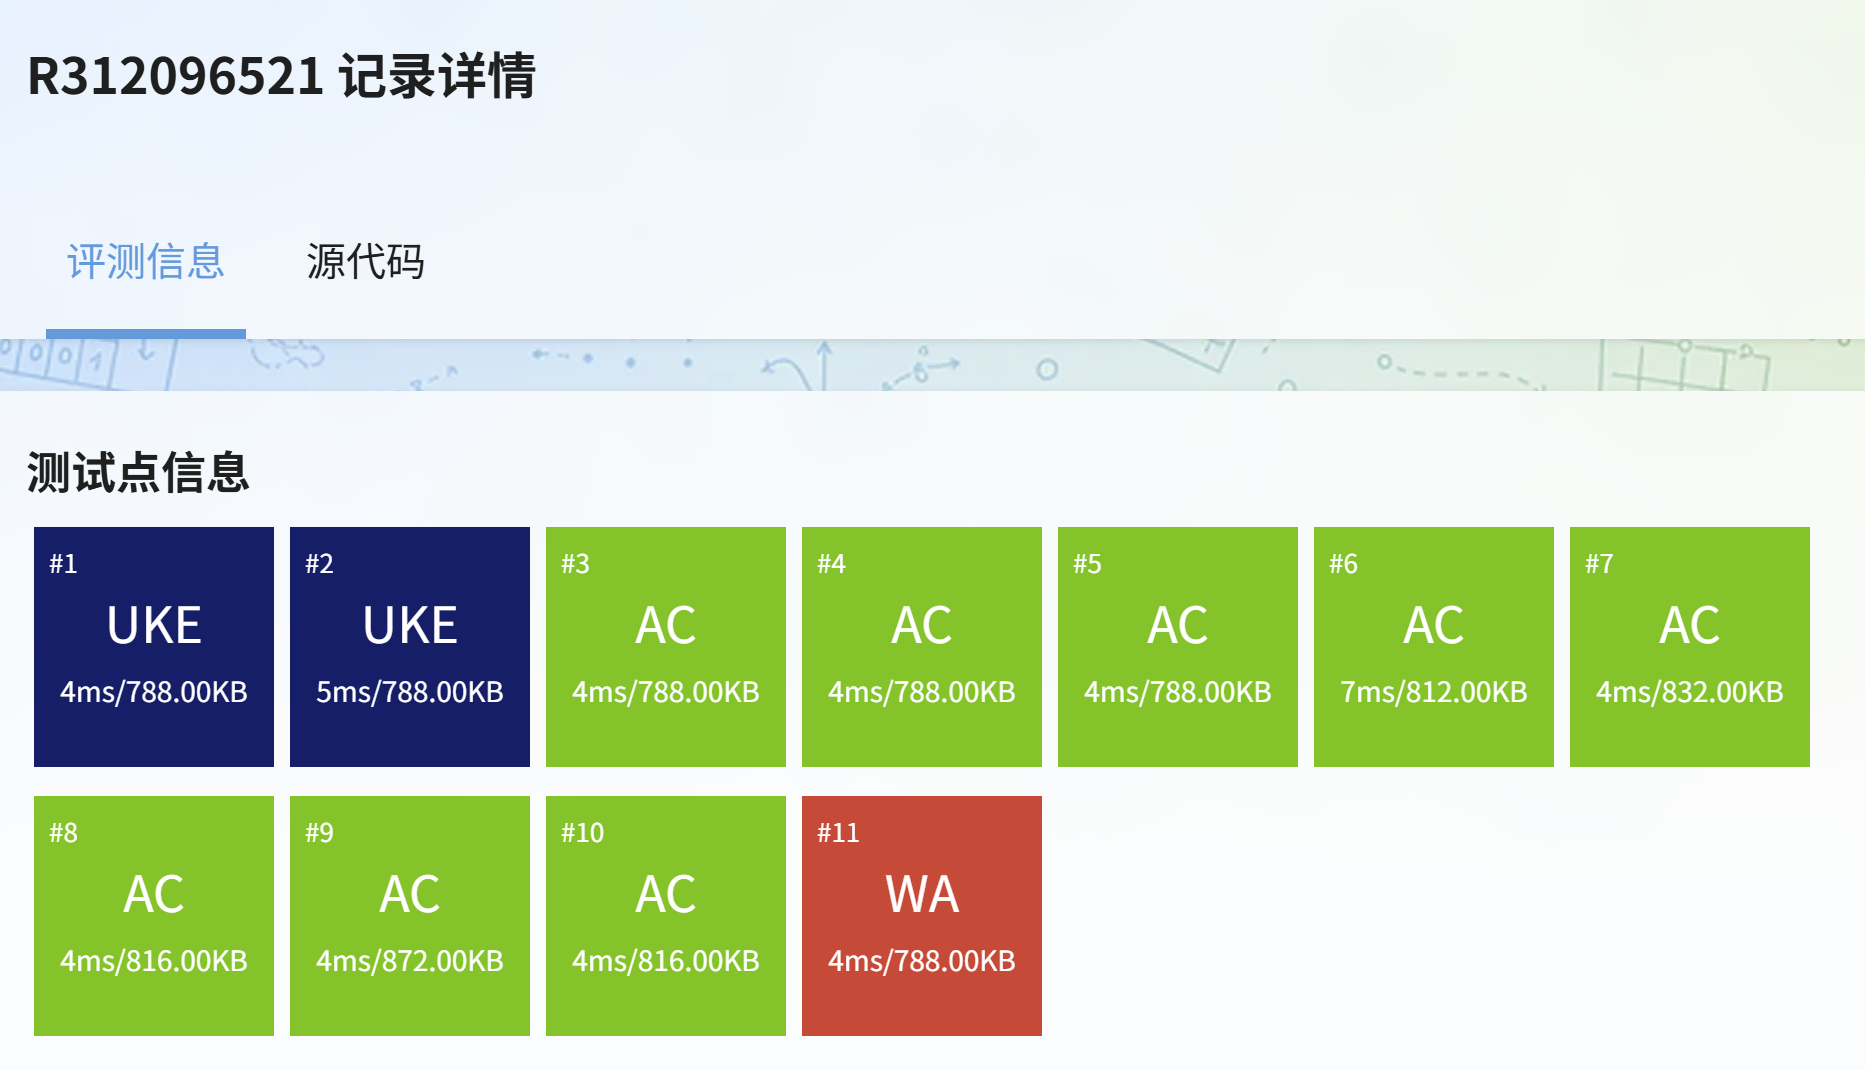 R312096521 记录详情
评测信息 源代码
测试点信息
#1 #2 #3 #4 #5 #6 #7
UKE UKE AC AC AC AC AC
4ms/788.00KB 5ms/788.00KB 4ms/788.00KB 4ms/788.00KB 4ms/788.00KB 7ms/812.00KB 4ms/832.00KB
#8 #9 #10 #11
AC AC AC WA
4ms/816.00KB 4ms/872.00KB 4ms/816.00KB 4ms/788.00KB